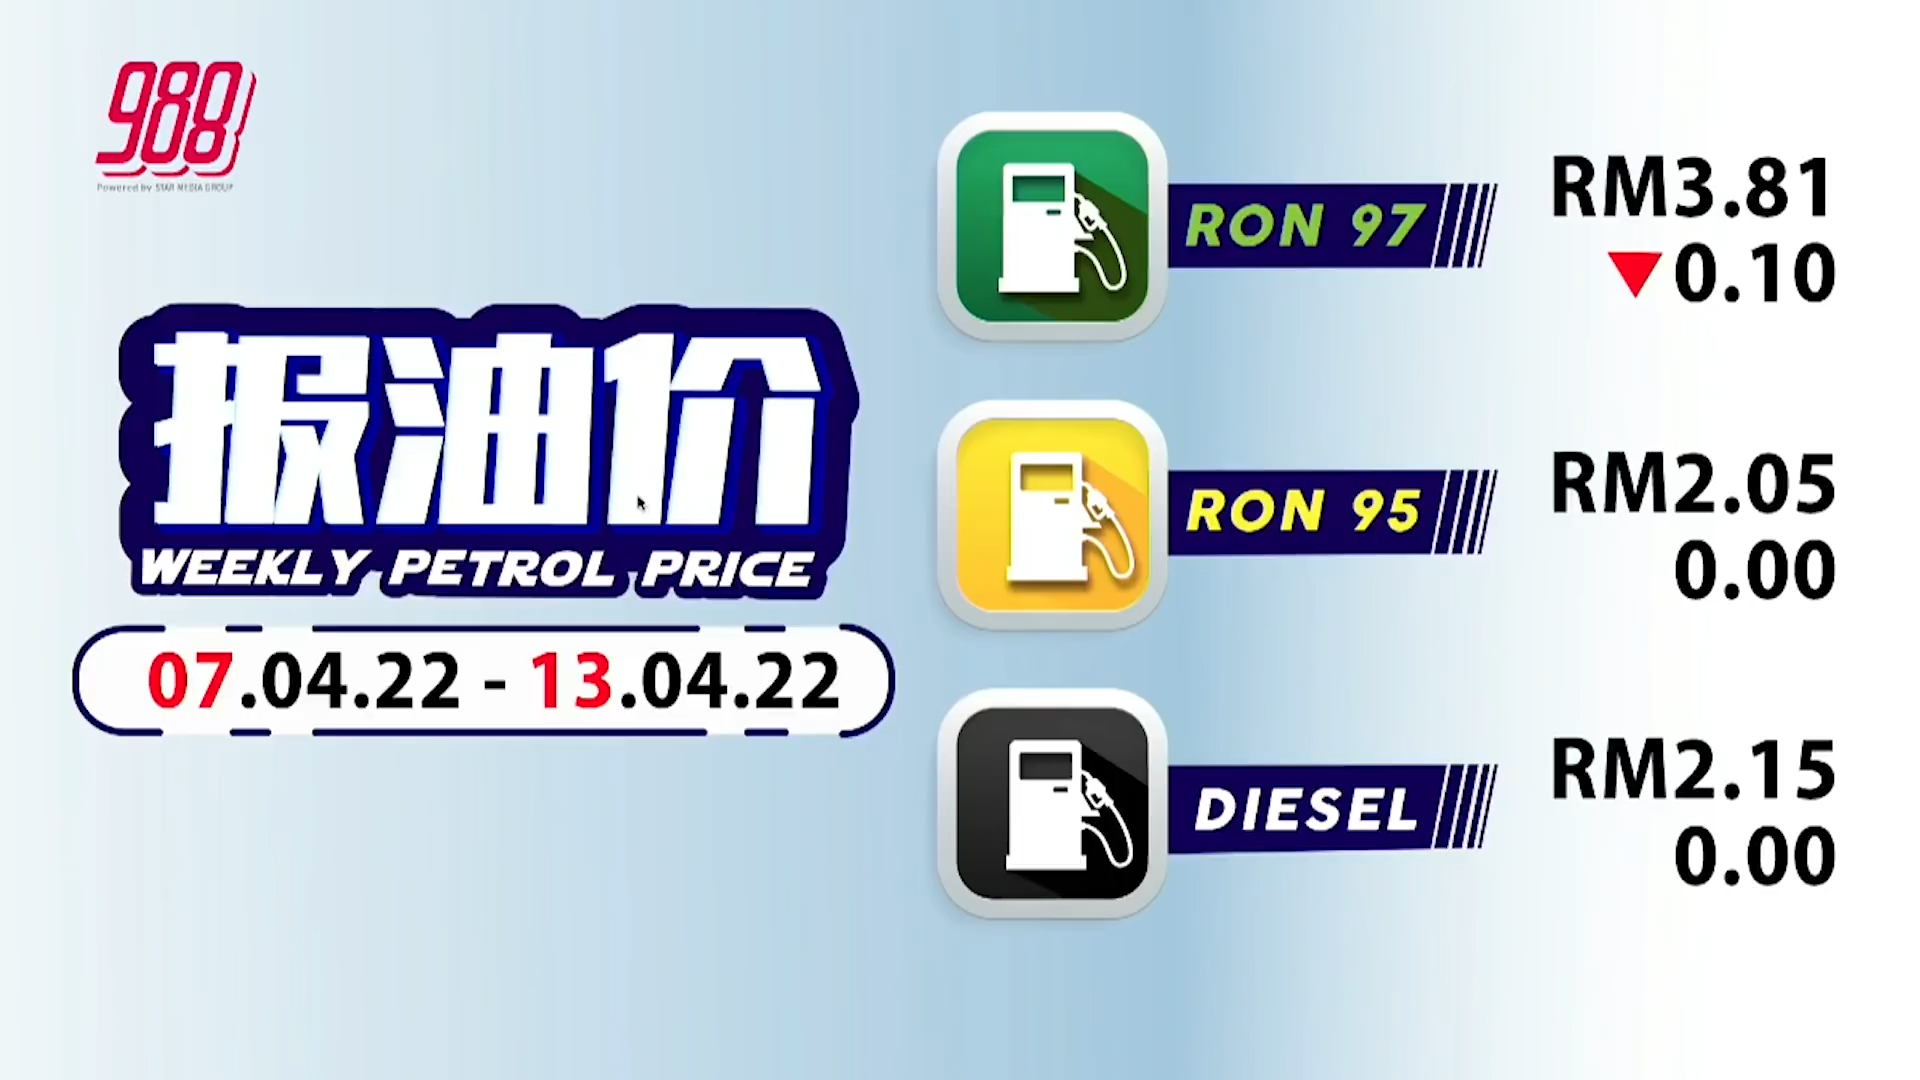 988
Powered by STAR MEDIA GROUP
报油价
WEEKLY PETROL PRICE
07.04.22 - 13.04.22
RON 97
RM3.81
▼0.10
RON 95
RM2.05
0.00
DIESEL
RM2.15
0.00